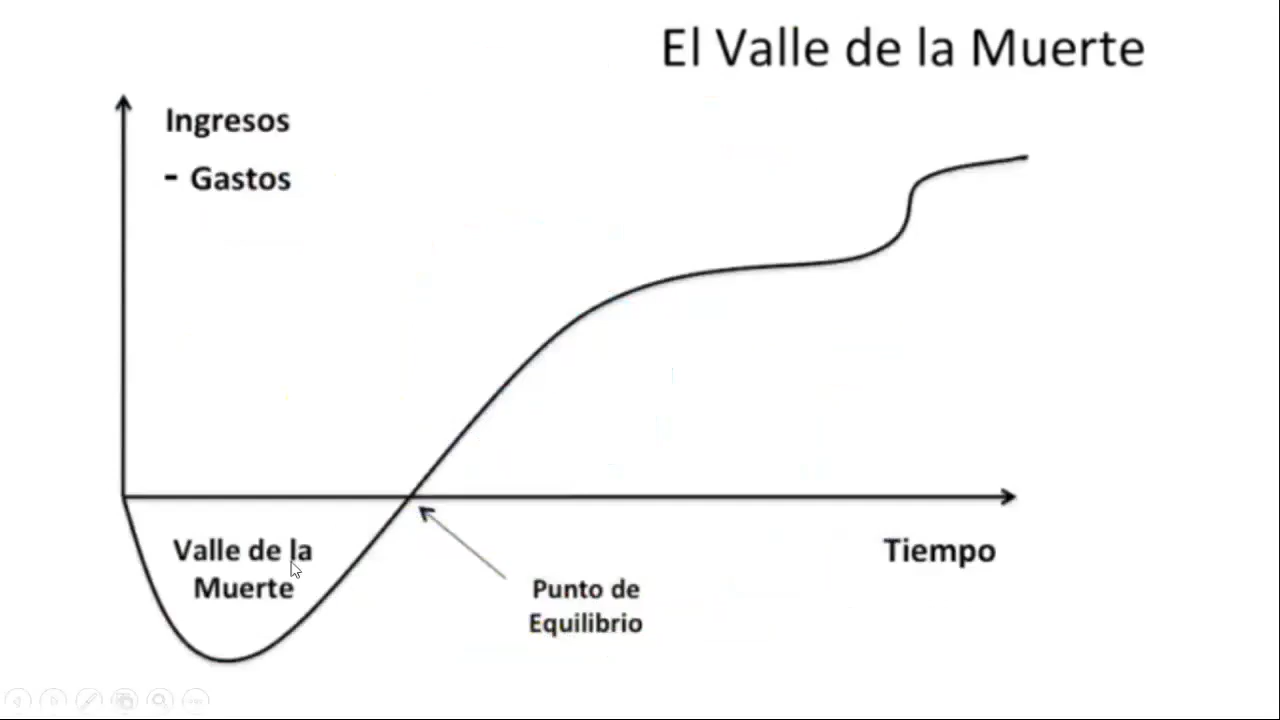 El Valle de la Muerte
Ingresos
- Gastos
Valle de la
Muerte
Tiempo
Punto de
Equilibrio